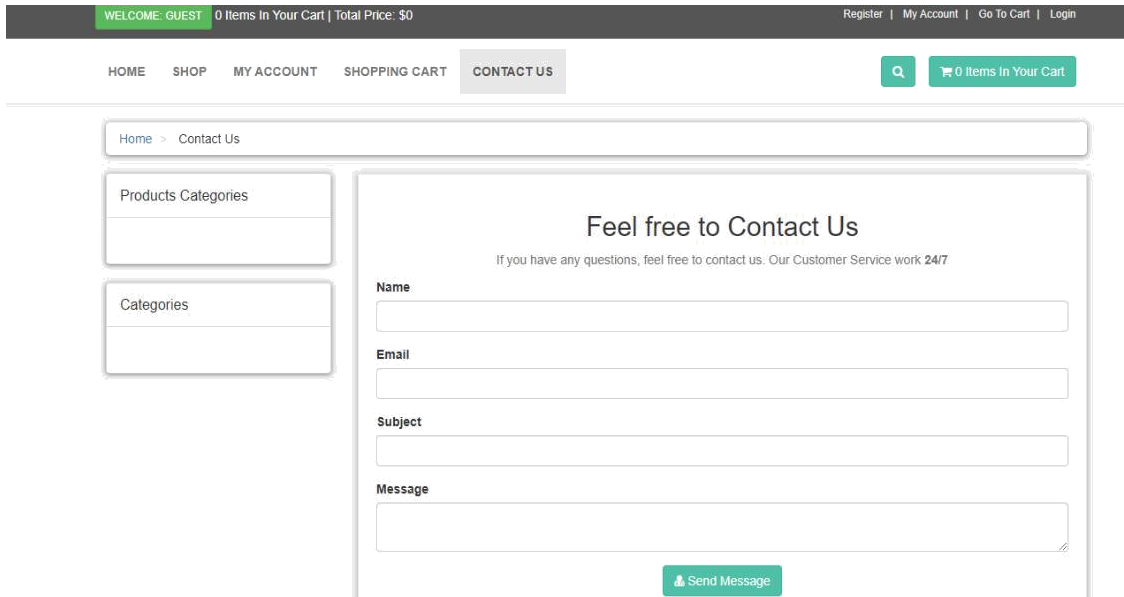 WELCOME: GUEST 0 Items In Your Cart | Total Price: $0
Register | My Account | Go To Cart | Login
HOME SHOP MY ACCOUNT SHOPPING CART CONTACT US
0 Items In Your Cart
Home > Contact Us
Products Categories
Categories
Feel free to Contact Us
If you have any questions, feel free to contact us. Our Customer Service work 24/7
Name
Email
Subject
Message
Send Message